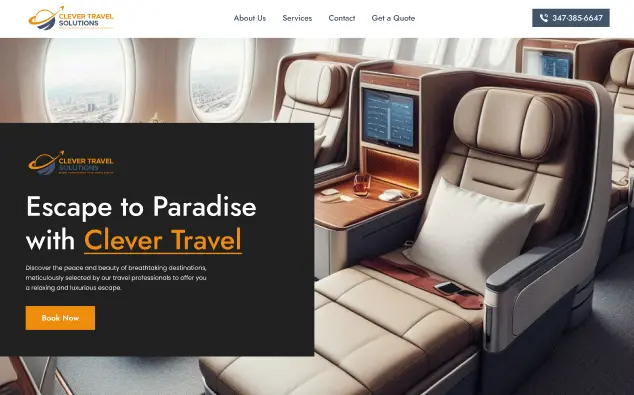 CLEVER TRAVEL
SOLUTIONS
About Us
Services
Contact
Get a Quote
347-385-6647
CLEVER TRAVEL
SOLUTIONS
Escape to Paradise
with Clever Travel
Discover the peace and beauty of breathtaking destinations,
meticulously selected by our travel professionals to offer you
a relaxing and luxurious escape.
Book Now